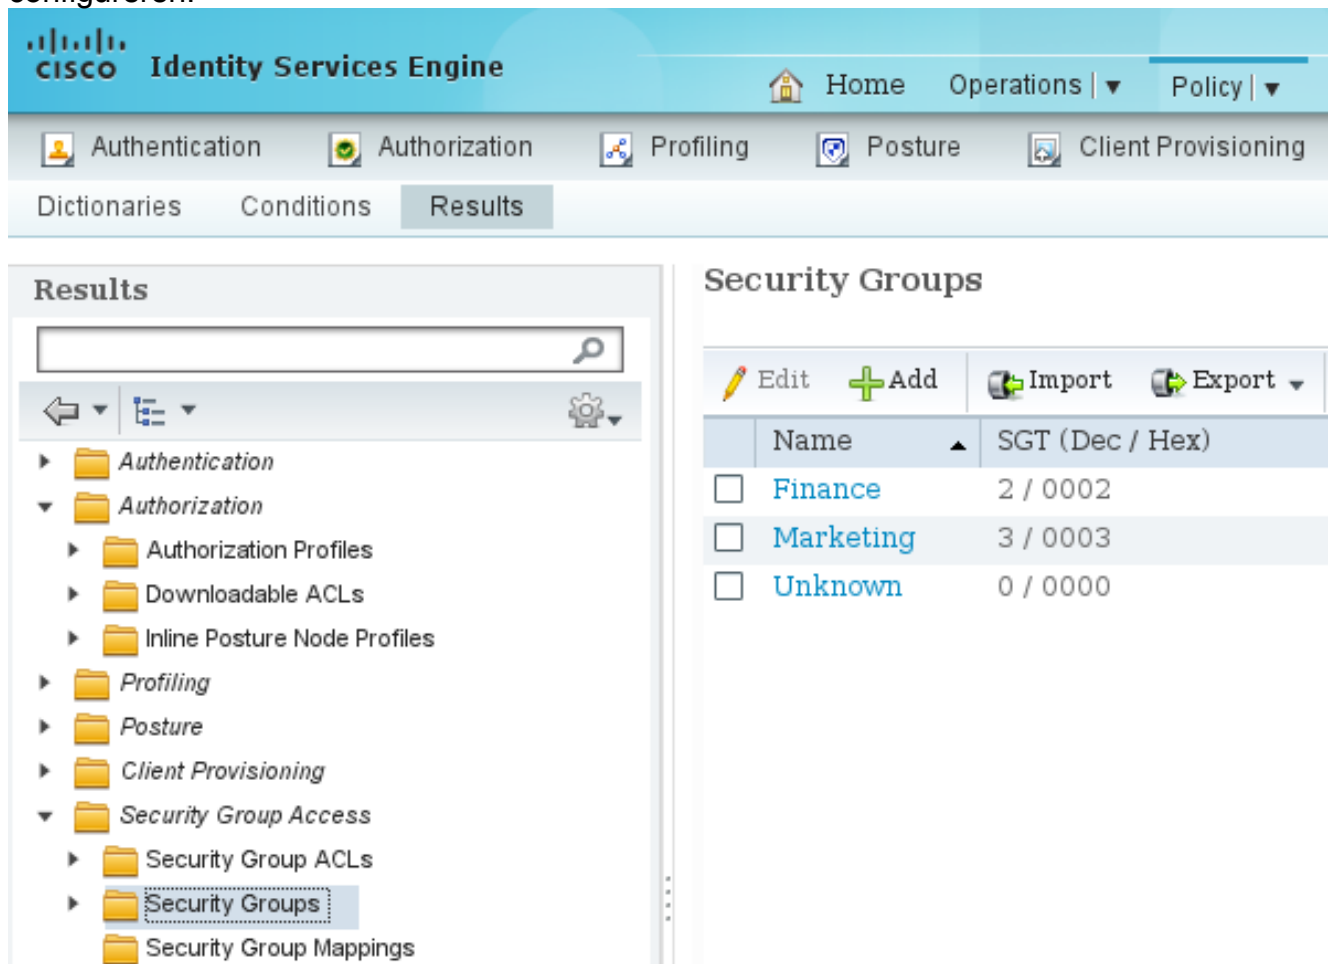 configureren.
CISCO Identity Services Engine
Home Operations | ▼ Policy | ▼
Authentication Authorization Profiling Posture Client Provisioning
Dictionaries Conditions Results
Results
Authentication
Authorization
Authorization Profiles
Downloadable ACLs
Inline Posture Node Profiles
Profiling
Posture
Client Provisioning
Security Group Access
Security Group ACLs
Security Groups
Security Group Mappings
Security Groups
Edit Add Import Export
Name SGT (Dec / Hex)
Finance 2 / 0002
Marketing 3 / 0003
Unknown 0 / 0000